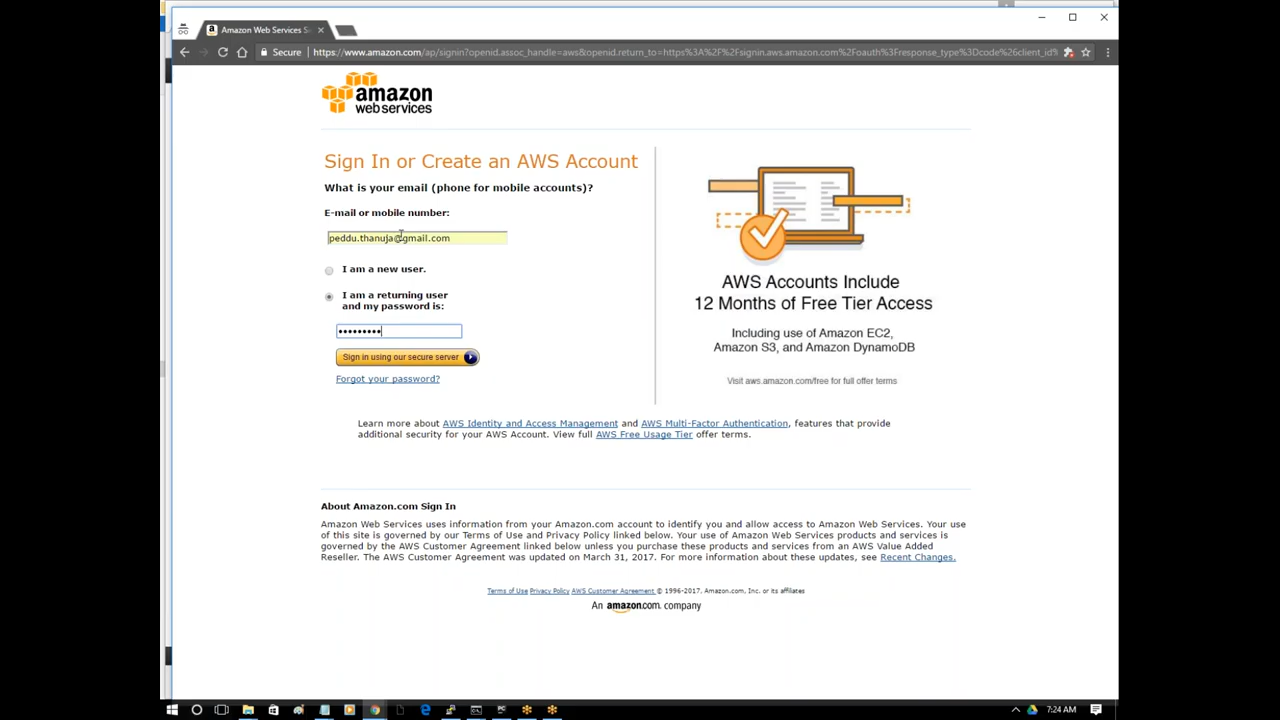 Amazon Web Services S
Secure
https://www.amazon.com/ap/signin?openid.assoc_handle=aws&openid.return_to=https%3A%2F%2Fsignin.aws.amazon.com%2Foauth%3Fresponse_type%3Dcode%26client_id%
amazon
web services
Sign In or Create an AWS Account
What is your email (phone for mobile accounts)?
E-mail or mobile number:
peddu.thanuja@gmail.com
I am a new user.
I am a returning user
and my password is:
•••••••••
Sign in using our secure server
Forgot your password?
AWS Accounts Include
12 Months of Free Tier Access
Including use of Amazon EC2,
Amazon S3, and Amazon DynamoDB
Visit aws.amazon.com/free for full offer terms
Learn more about AWS Identity and Access Management and AWS Multi-Factor Authentication, features that provide
additional security for your AWS Account. View full AWS Free Usage Tier offer terms.
About Amazon.com Sign In
Amazon Web Services uses information from your Amazon.com account to identify you and allow access to Amazon Web Services. Your use
of this site is governed by our Terms of Use and Privacy Policy linked below. Your use of Amazon Web Services products and services is
governed by the AWS Customer Agreement linked below unless you purchase these products and services from an AWS Value Added
Reseller. The AWS Customer Agreement was updated on March 31, 2017. For more information about these updates, see Recent Changes.
Terms of Use Privacy Policy AWS Customer Agreement © 1996-2017, Amazon.com, Inc. or its affiliates
An amazon.com company
7:24 AM